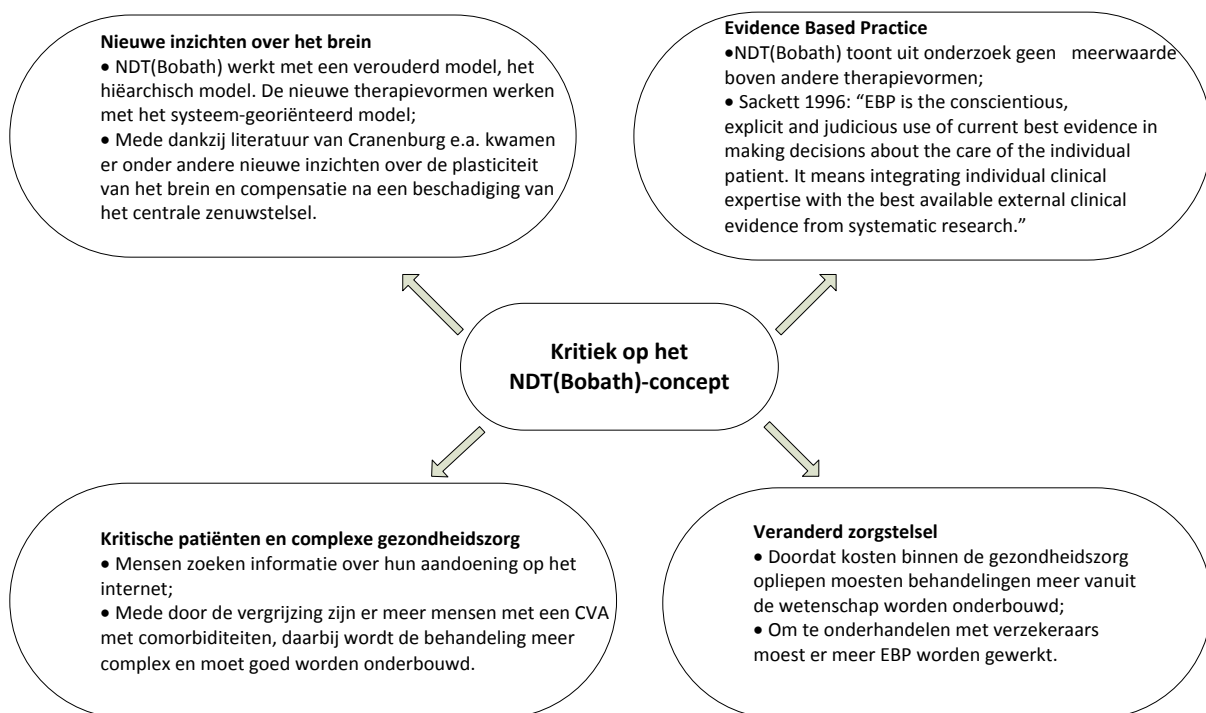 Nieuwe inzichten over het brein
• NDT(Bobath) werkt met een verouderd model, het
hiërarchisch model. De nieuwe therapievormen werken
met het systeem-georiënteerd model;
• Mede dankzij literatuur van Cranenburg e.a. kwamen
er onder andere nieuwe inzichten over de plasticiteit
van het brein en compensatie na een beschadiging van
het centrale zenuwstelsel.
Evidence Based Practice
•NDT(Bobath) toont uit onderzoek geen meerwaarde
boven andere therapievormen;
• Sackett 1996: “EBP is the conscientious,
explicit and judicious use of current best evidence in
making decisions about the care of the individual
patient. It means integrating individual clinical
expertise with the best available external clinical
evidence from systematic research.”
Kritiek op het
NDT(Bobath)-concept
Kritische patiënten en complexe gezondheidszorg
• Mensen zoeken informatie over hun aandoening op het
internet;
• Mede door de vergrijzing zijn er meer mensen met een CVA
met comorbiditeiten, daarbij wordt de behandeling meer
complex en moet goed worden onderbouwd.
Veranderd zorgstelsel
• Doordat kosten binnen de gezondheidszorg
opliepen moesten behandelingen meer vanuit
de wetenschap worden onderbouwd;
• Om te onderhandelen met verzekeraars
moest er meer EBP worden gewerkt.